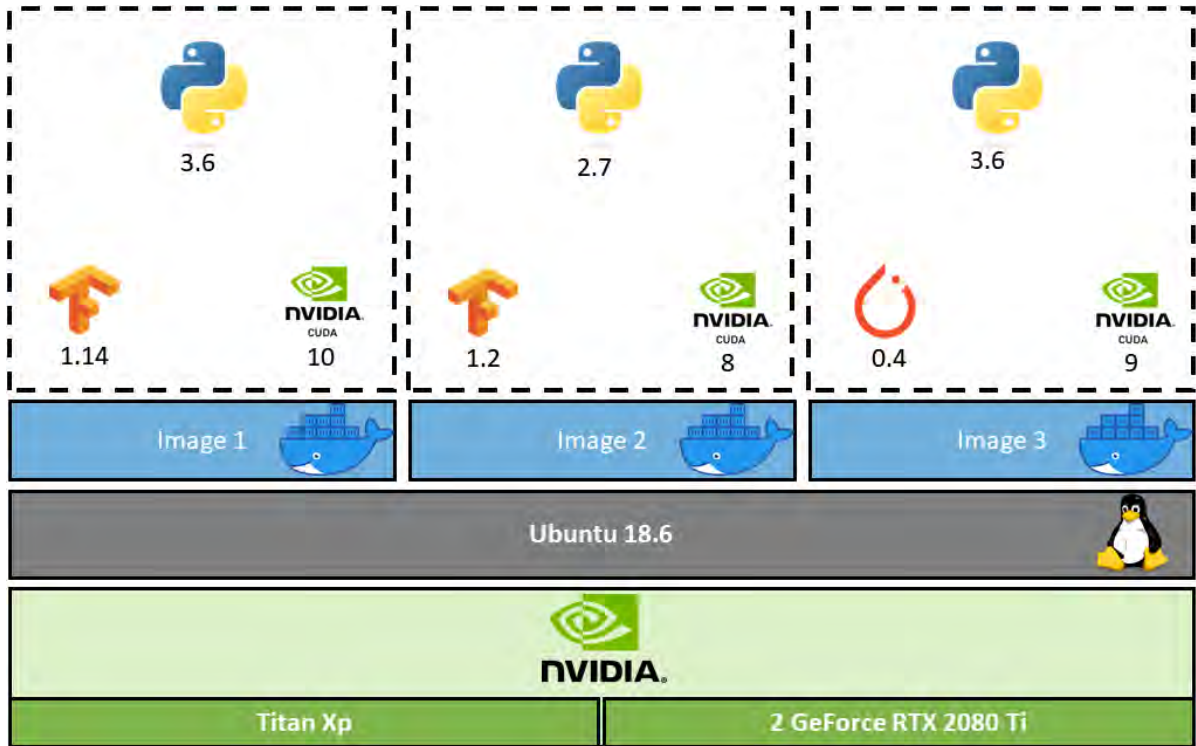 3.6
2.7
3.6
NVIDIA.
CUDA
NVIDIA.
CUDA
NVIDIA.
CUDA
1.14
10
1.2
8
0.4
9
Image 1
Image 2
Image 3
Ubuntu 18.6
NVIDIA.
Titan Xp
2 GeForce RTX 2080 Ti